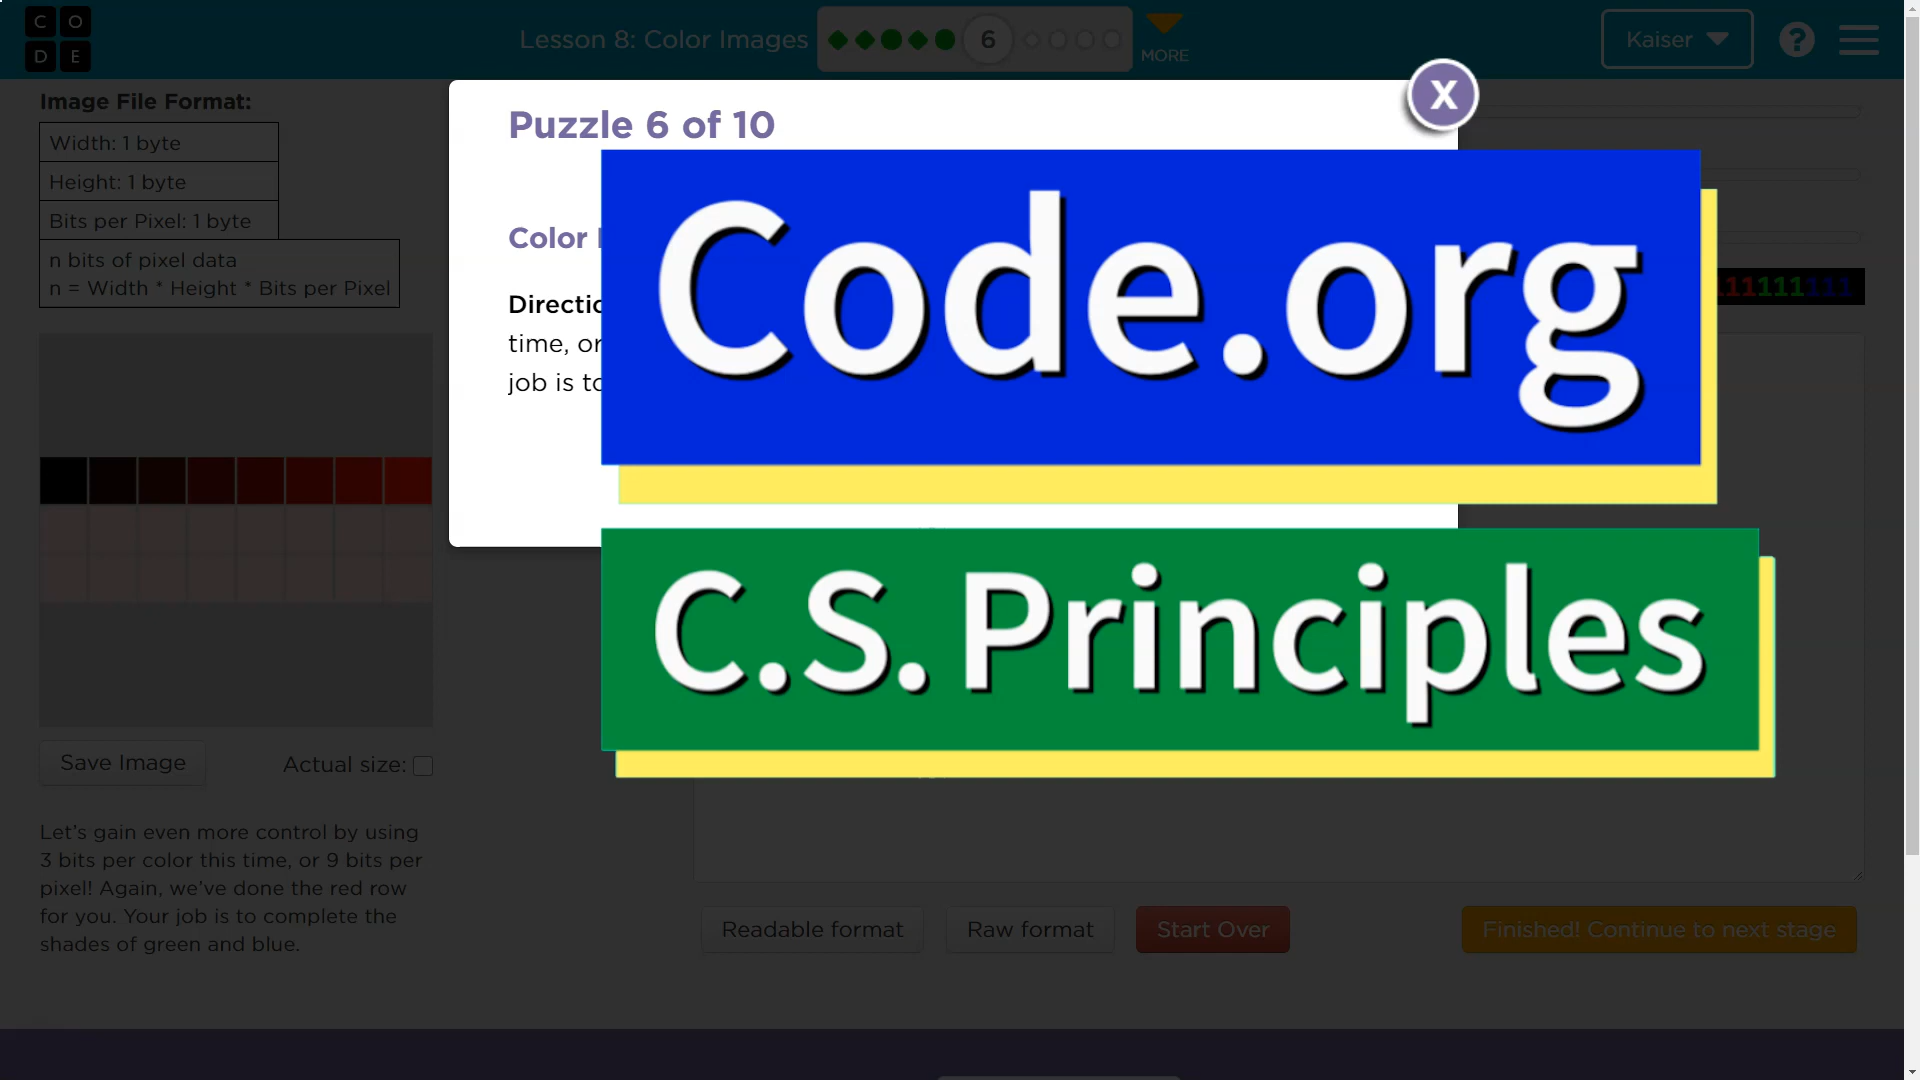 C O
D E
Lesson 8: Color Images
6
MORE
Kaiser
?
Image File Format:
Width: 1 byte
Height: 1 byte
Bits per Pixel: 1 byte
n bits of pixel data
n = Width * Height * Bits per Pixel
X
Puzzle 6 of 10
Color
time, or
job is to
Code.org
C.S. Principles
111111
Save Image
Actual size:
Let's gain even more control by using
3 bits per color this time, or 9 bits per
pixel! Again, we've done the red row
for you. Your job is to complete the
shades of green and blue.
Readable format
Raw format
Start Over
Finished! Continue to next stage